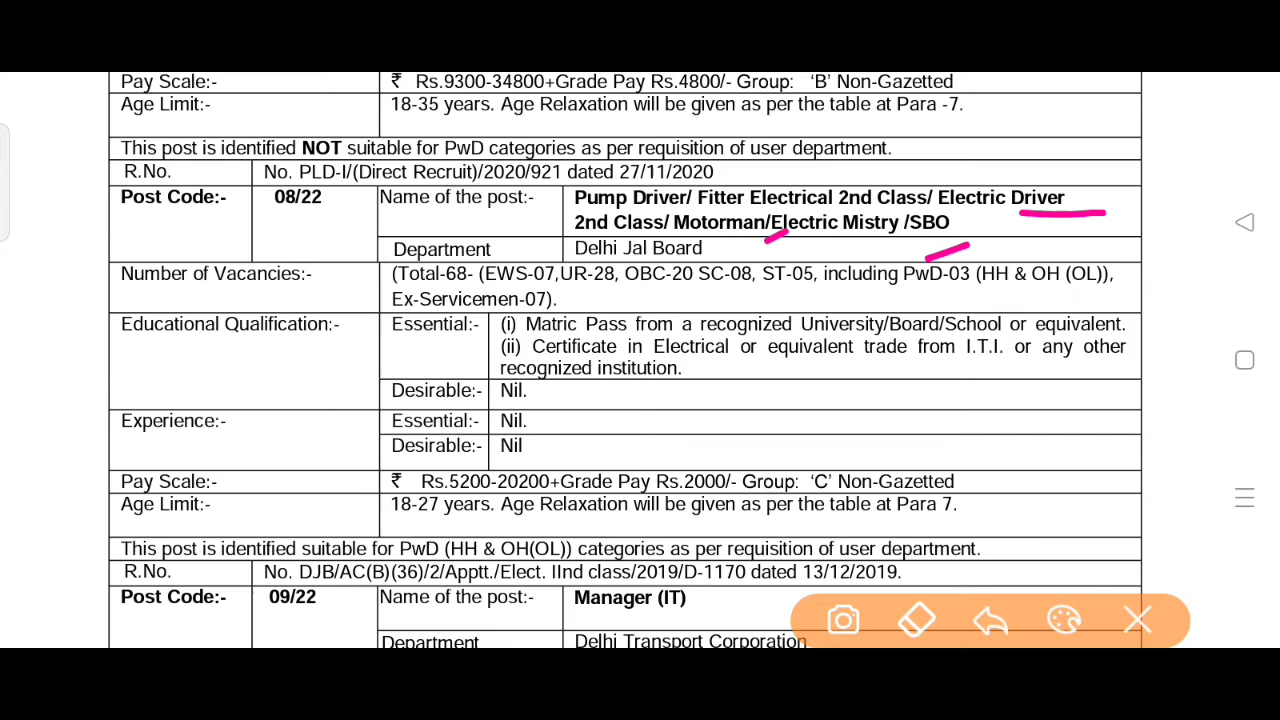 Pay Scale:- ₹ Rs.9300-34800+Grade Pay Rs.4800/- Group: ‘B’ Non-Gazetted
Age Limit:- 18-35 years. Age Relaxation will be given as per the table at Para -7.
This post is identified NOT suitable for PwD categories as per requisition of user department.
R.No. No. PLD-I/(Direct Recruit)/2020/921 dated 27/11/2020
Post Code:- 08/22 Name of the post:- Pump Driver/ Fitter Electrical 2nd Class/ Electric Driver
2nd Class/ Motorman/Electric Mistry /SBO
Department Delhi Jal Board
Number of Vacancies:- (Total-68- (EWS-07,UR-28, OBC-20 SC-08, ST-05, including PwD-03 (HH & OH (OL)),
Ex-Servicemen-07).
Educational Qualification:- Essential:- (i) Matric Pass from a recognized University/Board/School or equivalent.
(ii) Certificate in Electrical or equivalent trade from I.T.I. or any other
recognized institution.
Desirable:- Nil.
Experience:- Essential:- Nil.
Desirable:- Nil
Pay Scale:- ₹ Rs.5200-20200+Grade Pay Rs.2000/- Group: ‘C’ Non-Gazetted
Age Limit:- 18-27 years. Age Relaxation will be given as per the table at Para 7.
This post is identified suitable for PwD (HH & OH(OL)) categories as per requisition of user department.
R.No. No. DJB/AC(B)(36)/2/Apptt./Elect. IInd class/2019/D-1170 dated 13/12/2019.
Post Code:- 09/22 Name of the post:- Manager (IT)
Department Delhi Transport Corporation